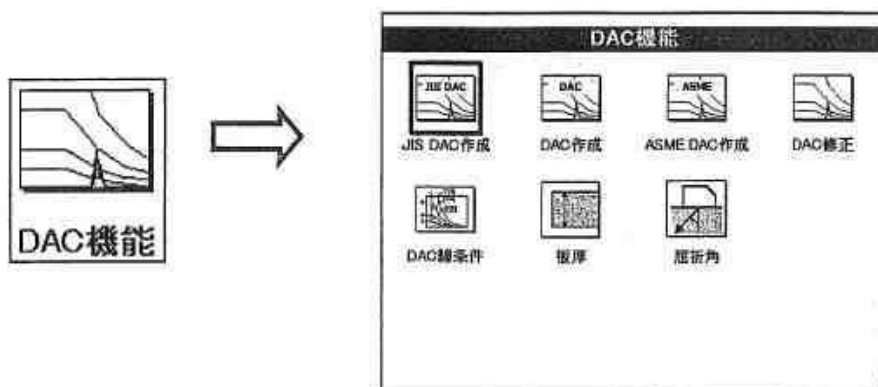 DAC機能
DAC機能
JIS DAC
DAC
ASME
JIS DAC作成
DAC作成
ASME DAC作成
DAC修正
DAC線条件
板厚
屈折角